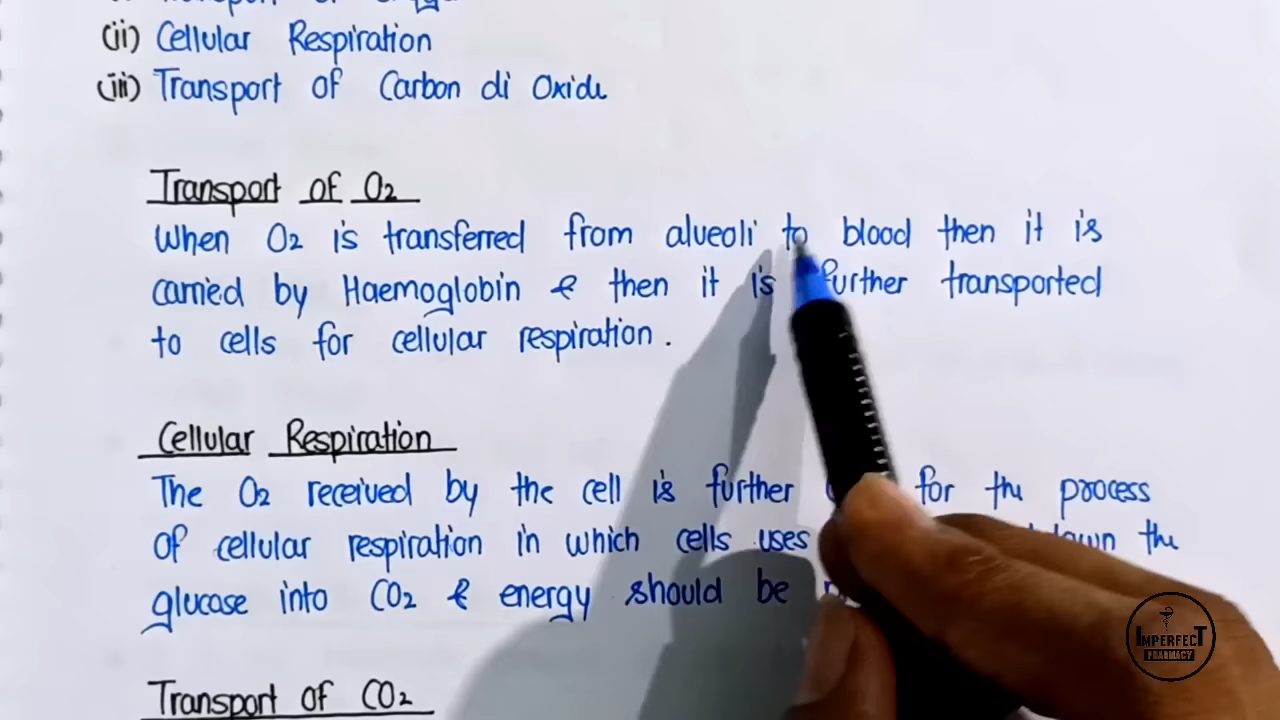 (ii) Cellular Respiration
(iii) Transport of Carbon di Oxide
Transport of O2
When O2 is transferred from alveoli to blood then it is
carried by Haemoglobin & then it is further transported
to cells for cellular respiration.
Cellular Respiration
The O2 received by the cell is further for the process
of cellular respiration in which cells uses down the
glucose into CO2 & energy should be
Transport of CO2
IMPERFECT
PHARMACY